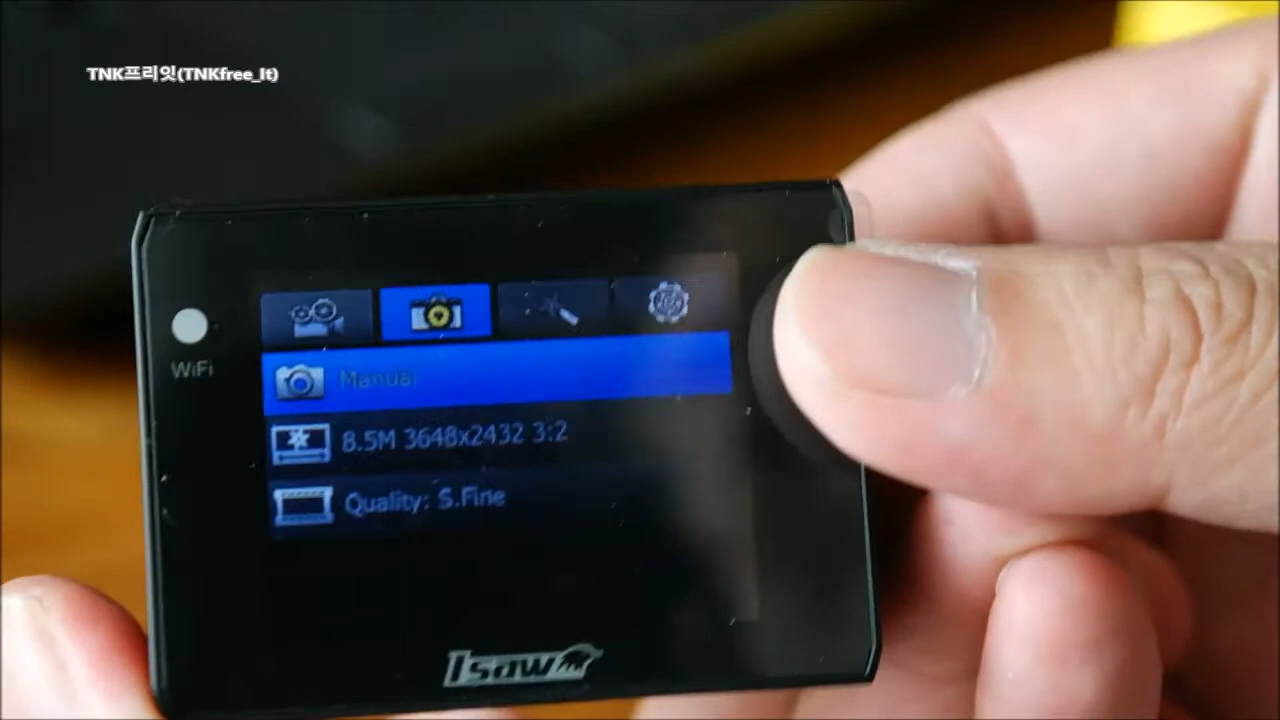 TNK프리잇(TNKfree_It)
WiFi
Manual
8.5M 3648x2432 3:2
Quality: S.Fine
Isaw